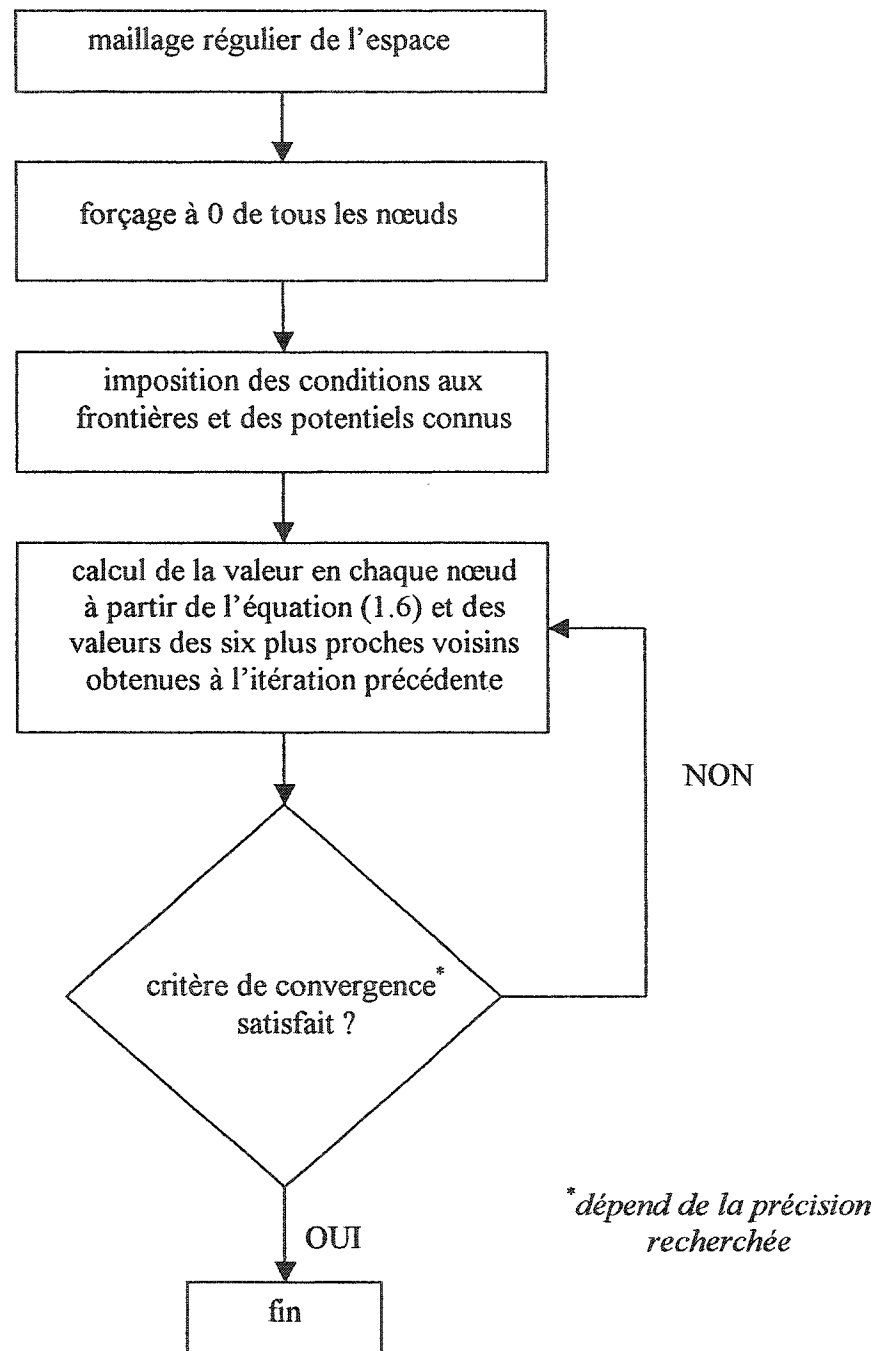 maillage régulier de l'espace
forçage à 0 de tous les nœuds
imposition des conditions aux
frontières et des potentiels connus
calcul de la valeur en chaque nœud
à partir de l'équation (1.6) et des
valeurs des six plus proches voisins
obtenues à l'itération précédente
NON
critère de convergence*
satisfait ?
*dépend de la précision
recherchée
OUI
fin